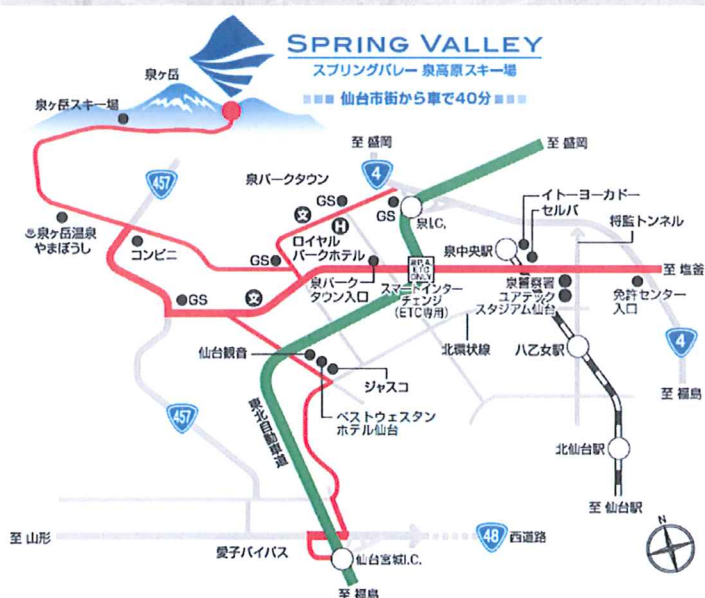 SPRING VALLEY
スプリングバレー 泉高原スキー場
仙台市街から車で40分
泉ヶ岳
泉ヶ岳スキー場
至 盛岡
至 盛岡
457
4
泉パークタウン
GS
GS
文
H
ロイヤル
パークホテル
泉I.C.
イトーヨーカドー
セルバ
将監トンネル
泉中央駅
泉ヶ岳温泉
やまぼうし
コンビニ
GS
泉パーク
タウン入口
ETC
ONLY
スマートインター
チェンジ
(ETC専用)
至 塩釜
泉警察署
ユアテック
スタジアム仙台
免許センター
入口
GS
文
北環状線
八乙女駅
4
至 福島
仙台観音
ジャスコ
ベストウェスタン
ホテル仙台
457
東北自動車道
北仙台駅
至 仙台駅
至 山形
愛子バイパス
48
西道路
仙台宮城I.C.
至 福島
N